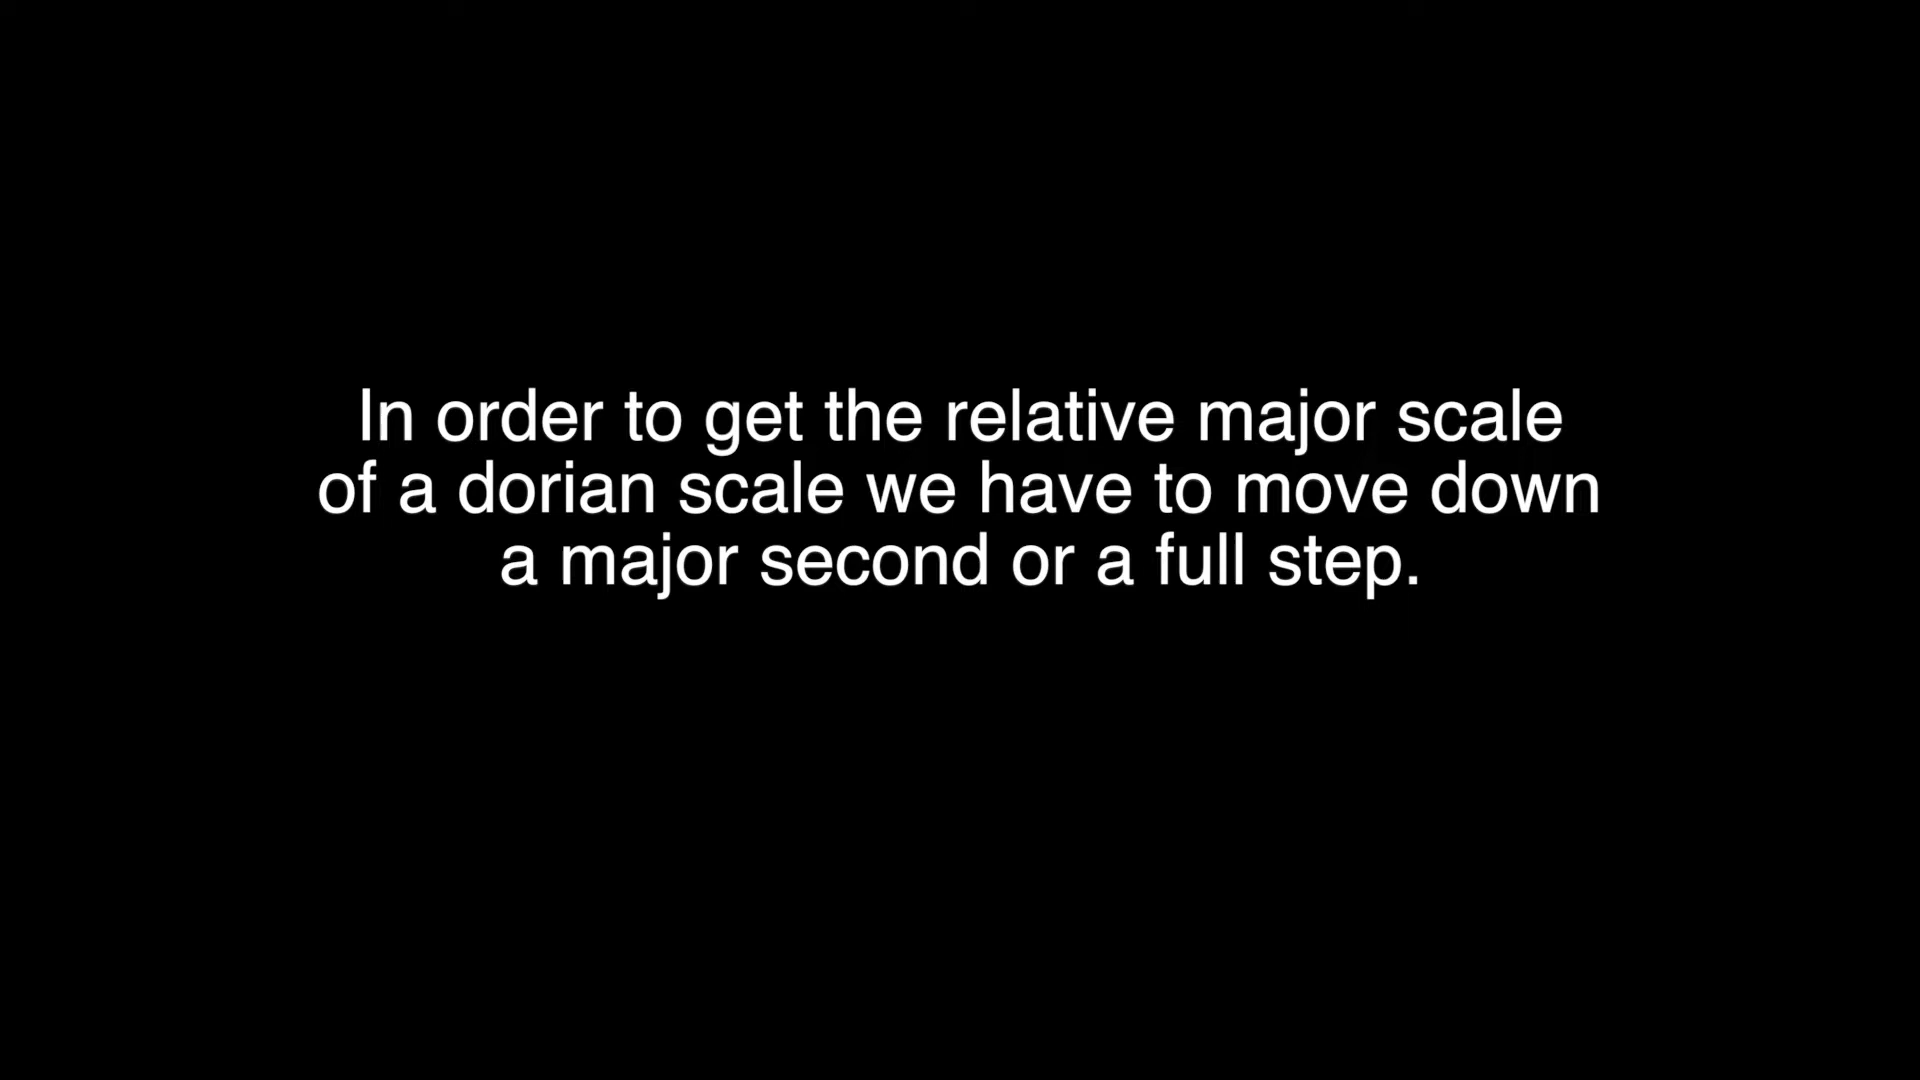 In order to get the relative major scale
of a dorian scale we have to move down
a major second or a full step.